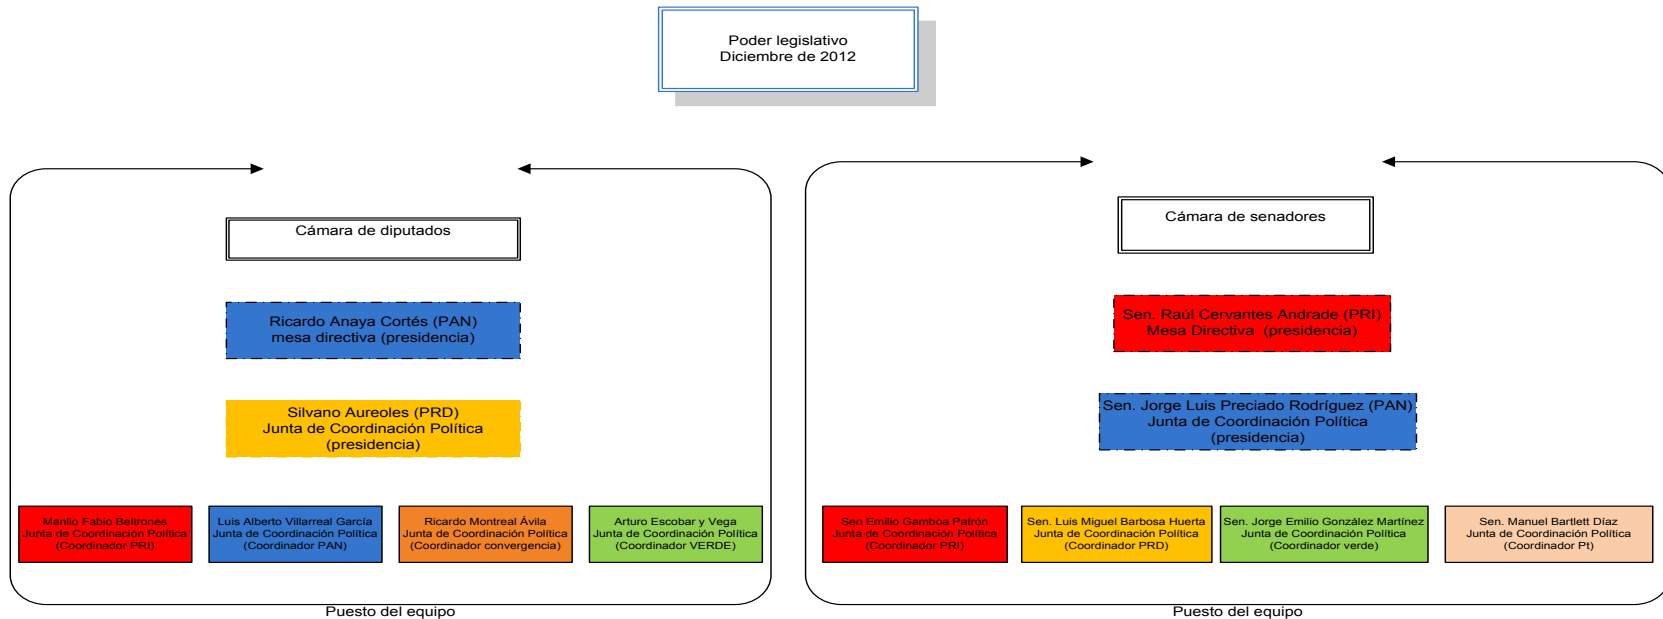 Poder legislativo
Diciembre de 2012
Cámara de diputados
Ricardo Anaya Cortés (PAN)
mesa directiva (presidencia)
Silvano Aureoles (PRD)
Junta de Coordinación Política
(presidencia)
Manlio Fabio Beltrones
Junta de Coordinación Política
(Coordinador PRI)
Luis Alberto Villarreal García
Junta de Coordinación Política
(Coordinador PAN)
Ricardo Montreal Ávila
Junta de Coordinación Política
(Coordinador convergencia)
Arturo Escobar y Vega
Junta de Coordinación Política
(Coordinador VERDE)
Puesto del equipo
Cámara de senadores
Sen. Raúl Cervantes Andrade (PRI)
Mesa Directiva (presidencia)
Sen. Jorge Luis Preciado Rodríguez (PAN)
Junta de Coordinación Política
(presidencia)
Sen Emilio Gamboa Patrón
Junta de Coordinación Política
(Coordinador PRI)
Sen. Luis Miguel Barbosa Huerta
Junta de Coordinación Política
(Coordinador PRD)
Sen. Jorge Emilio González Martínez
Junta de Coordinación Política
(Coordinador verde)
Sen. Manuel Bartlett Díaz
Junta de Coordinación Política
(Coordinador Pt)
Puesto del equipo